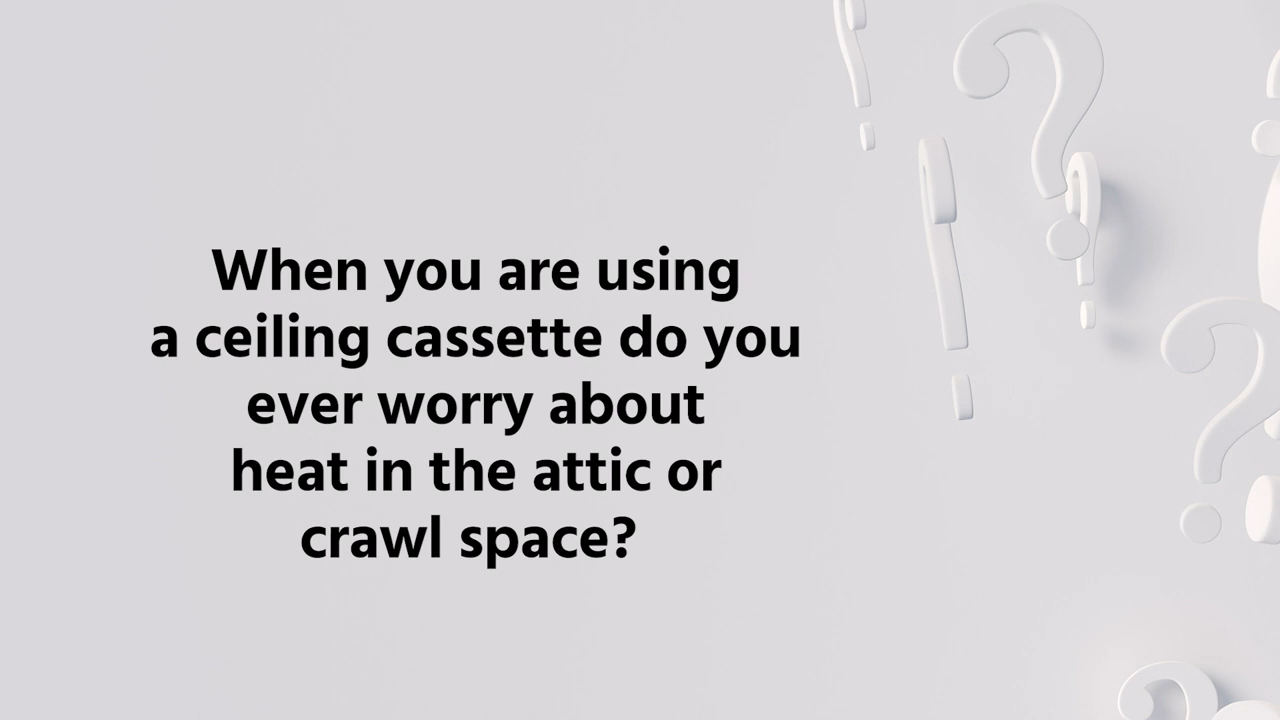 When you are using
a ceiling cassette do you
ever worry about
heat in the attic or
crawl space?